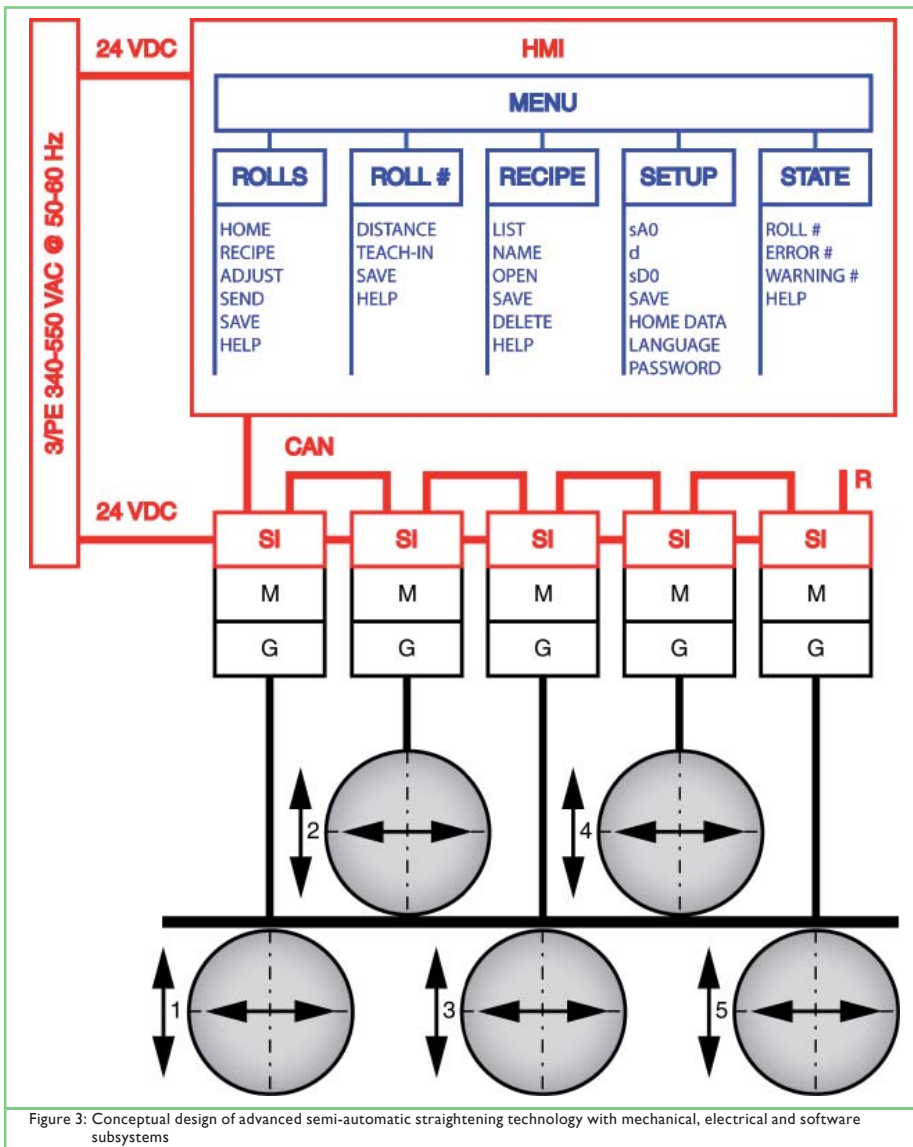 24 VDC
HMI
MENU
3/PE 340-550 VAC @ 50-60 Hz
ROLLS
HOME
RECIPE
ADJUST
SEND
SAVE
HELP
ROLL #
DISTANCE
TEACH-IN
SAVE
HELP
RECIPE
LIST
NAME
OPEN
SAVE
DELETE
HELP
SETUP
sA0
d
sD0
SAVE
HOME DATA
LANGUAGE
PASSWORD
STATE
ROLL #
ERROR #
WARNING #
HELP
CAN
R
24 VDC
SI SI SI SI SI
M M M M M
G G G G G
2 4
1 3 5
Figure 3: Conceptual design of advanced semi-automatic straightening technology with mechanical, electrical and software
subsystems